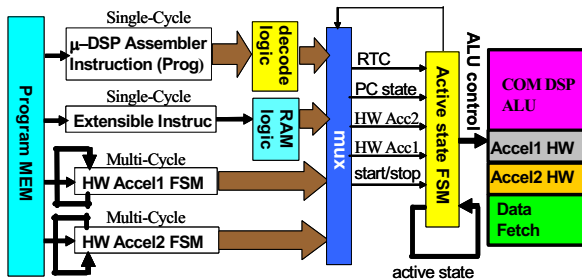 Program MEM
Single-Cycle
μ-DSP Assembler
Instruction (Prog)
decode
logic
Single-Cycle
Extensible Instruc
RAM
logic
Multi-Cycle
HW Accel1 FSM
Multi-Cycle
HW Accel2 FSM
mux
RTC
PC state
HW Acc2
HW Acc1
start/stop
Active state FSM
active state
ALU control
COM DSP
ALU
Accel1 HW
Accel2 HW
Data
Fetch